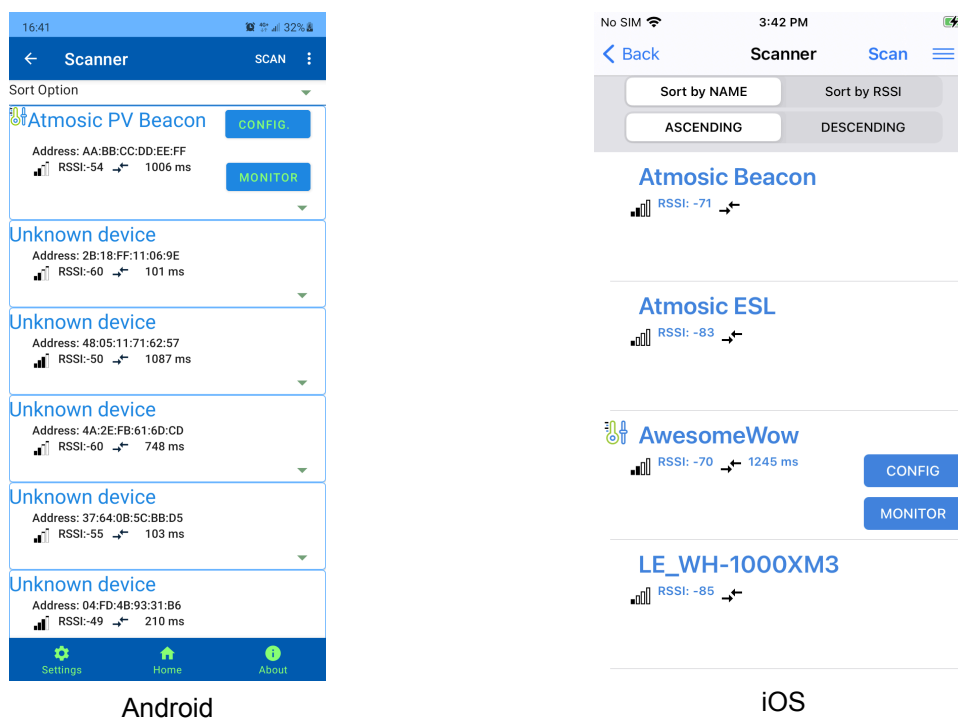 16:41
32%
Scanner
SCAN
Sort Option
Atmosic PV Beacon
CONFIG.
Address: AA:BB:CC:DD:EE:FF
RSSI:-54 1006 ms
MONITOR
Unknown device
Address: 2B:18:FF:11:06:9E
RSSI:-60 101 ms
Unknown device
Address: 48:05:11:71:62:57
RSSI:-50 1087 ms
Unknown device
Address: 4A:2E:FB:61:6D:CD
RSSI:-60 748 ms
Unknown device
Address: 37:64:0B:5C:BB:D5
RSSI:-55 103 ms
Unknown device
Address: 04:FD:4B:93:31:B6
RSSI:-49 210 ms
Settings Home About
Android
No SIM 3:42 PM
Back Scanner Scan
Sort by NAME Sort by RSSI
ASCENDING DESCENDING
Atmosic Beacon
RSSI: -71
Atmosic ESL
RSSI: -83
AwesomeWow
RSSI: -70 1245 ms
CONFIG
MONITOR
LE_WH-1000XM3
RSSI: -85
iOS